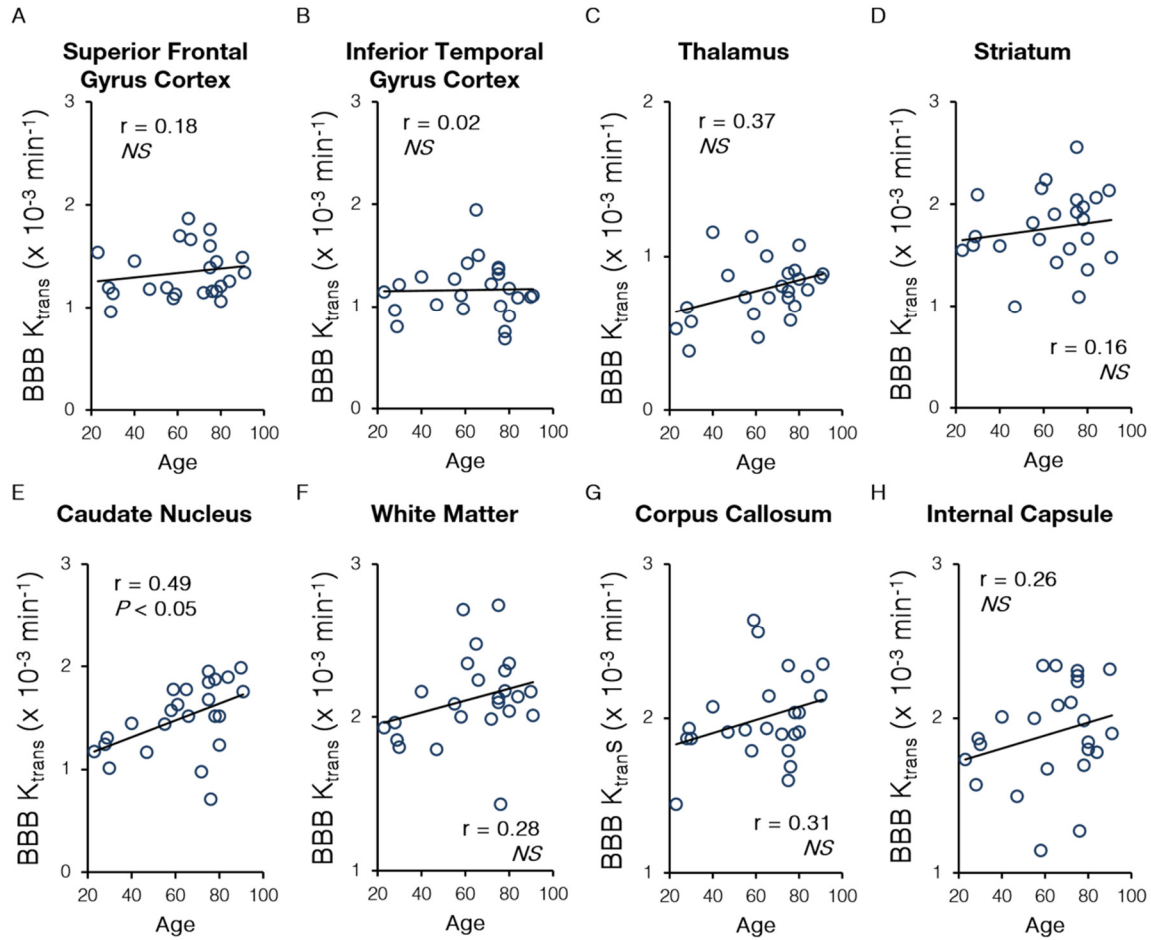 A
Superior Frontal
Gyrus Cortex
BBB Ktrans (x 10-3 min-1)
3
2
1
0
r = 0.18
NS
20 40 60 80 100
Age
B
Inferior Temporal
Gyrus Cortex
BBB Ktrans (x 10-3 min-1)
3
2
1
0
r = 0.02
NS
20 40 60 80 100
Age
C
Thalamus
BBB Ktrans (x 10-3 min-1)
2
1
0
r = 0.37
NS
20 40 60 80 100
Age
D
Striatum
BBB Ktrans (x 10-3 min-1)
3
2
1
0
r = 0.16
NS
20 40 60 80 100
Age
E
Caudate Nucleus
BBB Ktrans (x 10-3 min-1)
3
2
1
0
r = 0.49
P < 0.05
20 40 60 80 100
Age
F
White Matter
BBB Ktrans (x 10-3 min-1)
3
2
1
r = 0.28
NS
20 40 60 80 100
Age
G
Corpus Callosum
BBB Ktrans (x 10-3 min-1)
3
2
1
r = 0.31
NS
20 40 60 80 100
Age
H
Internal Capsule
BBB Ktrans (x 10-3 min-1)
3
2
1
r = 0.26
NS
20 40 60 80 100
Age